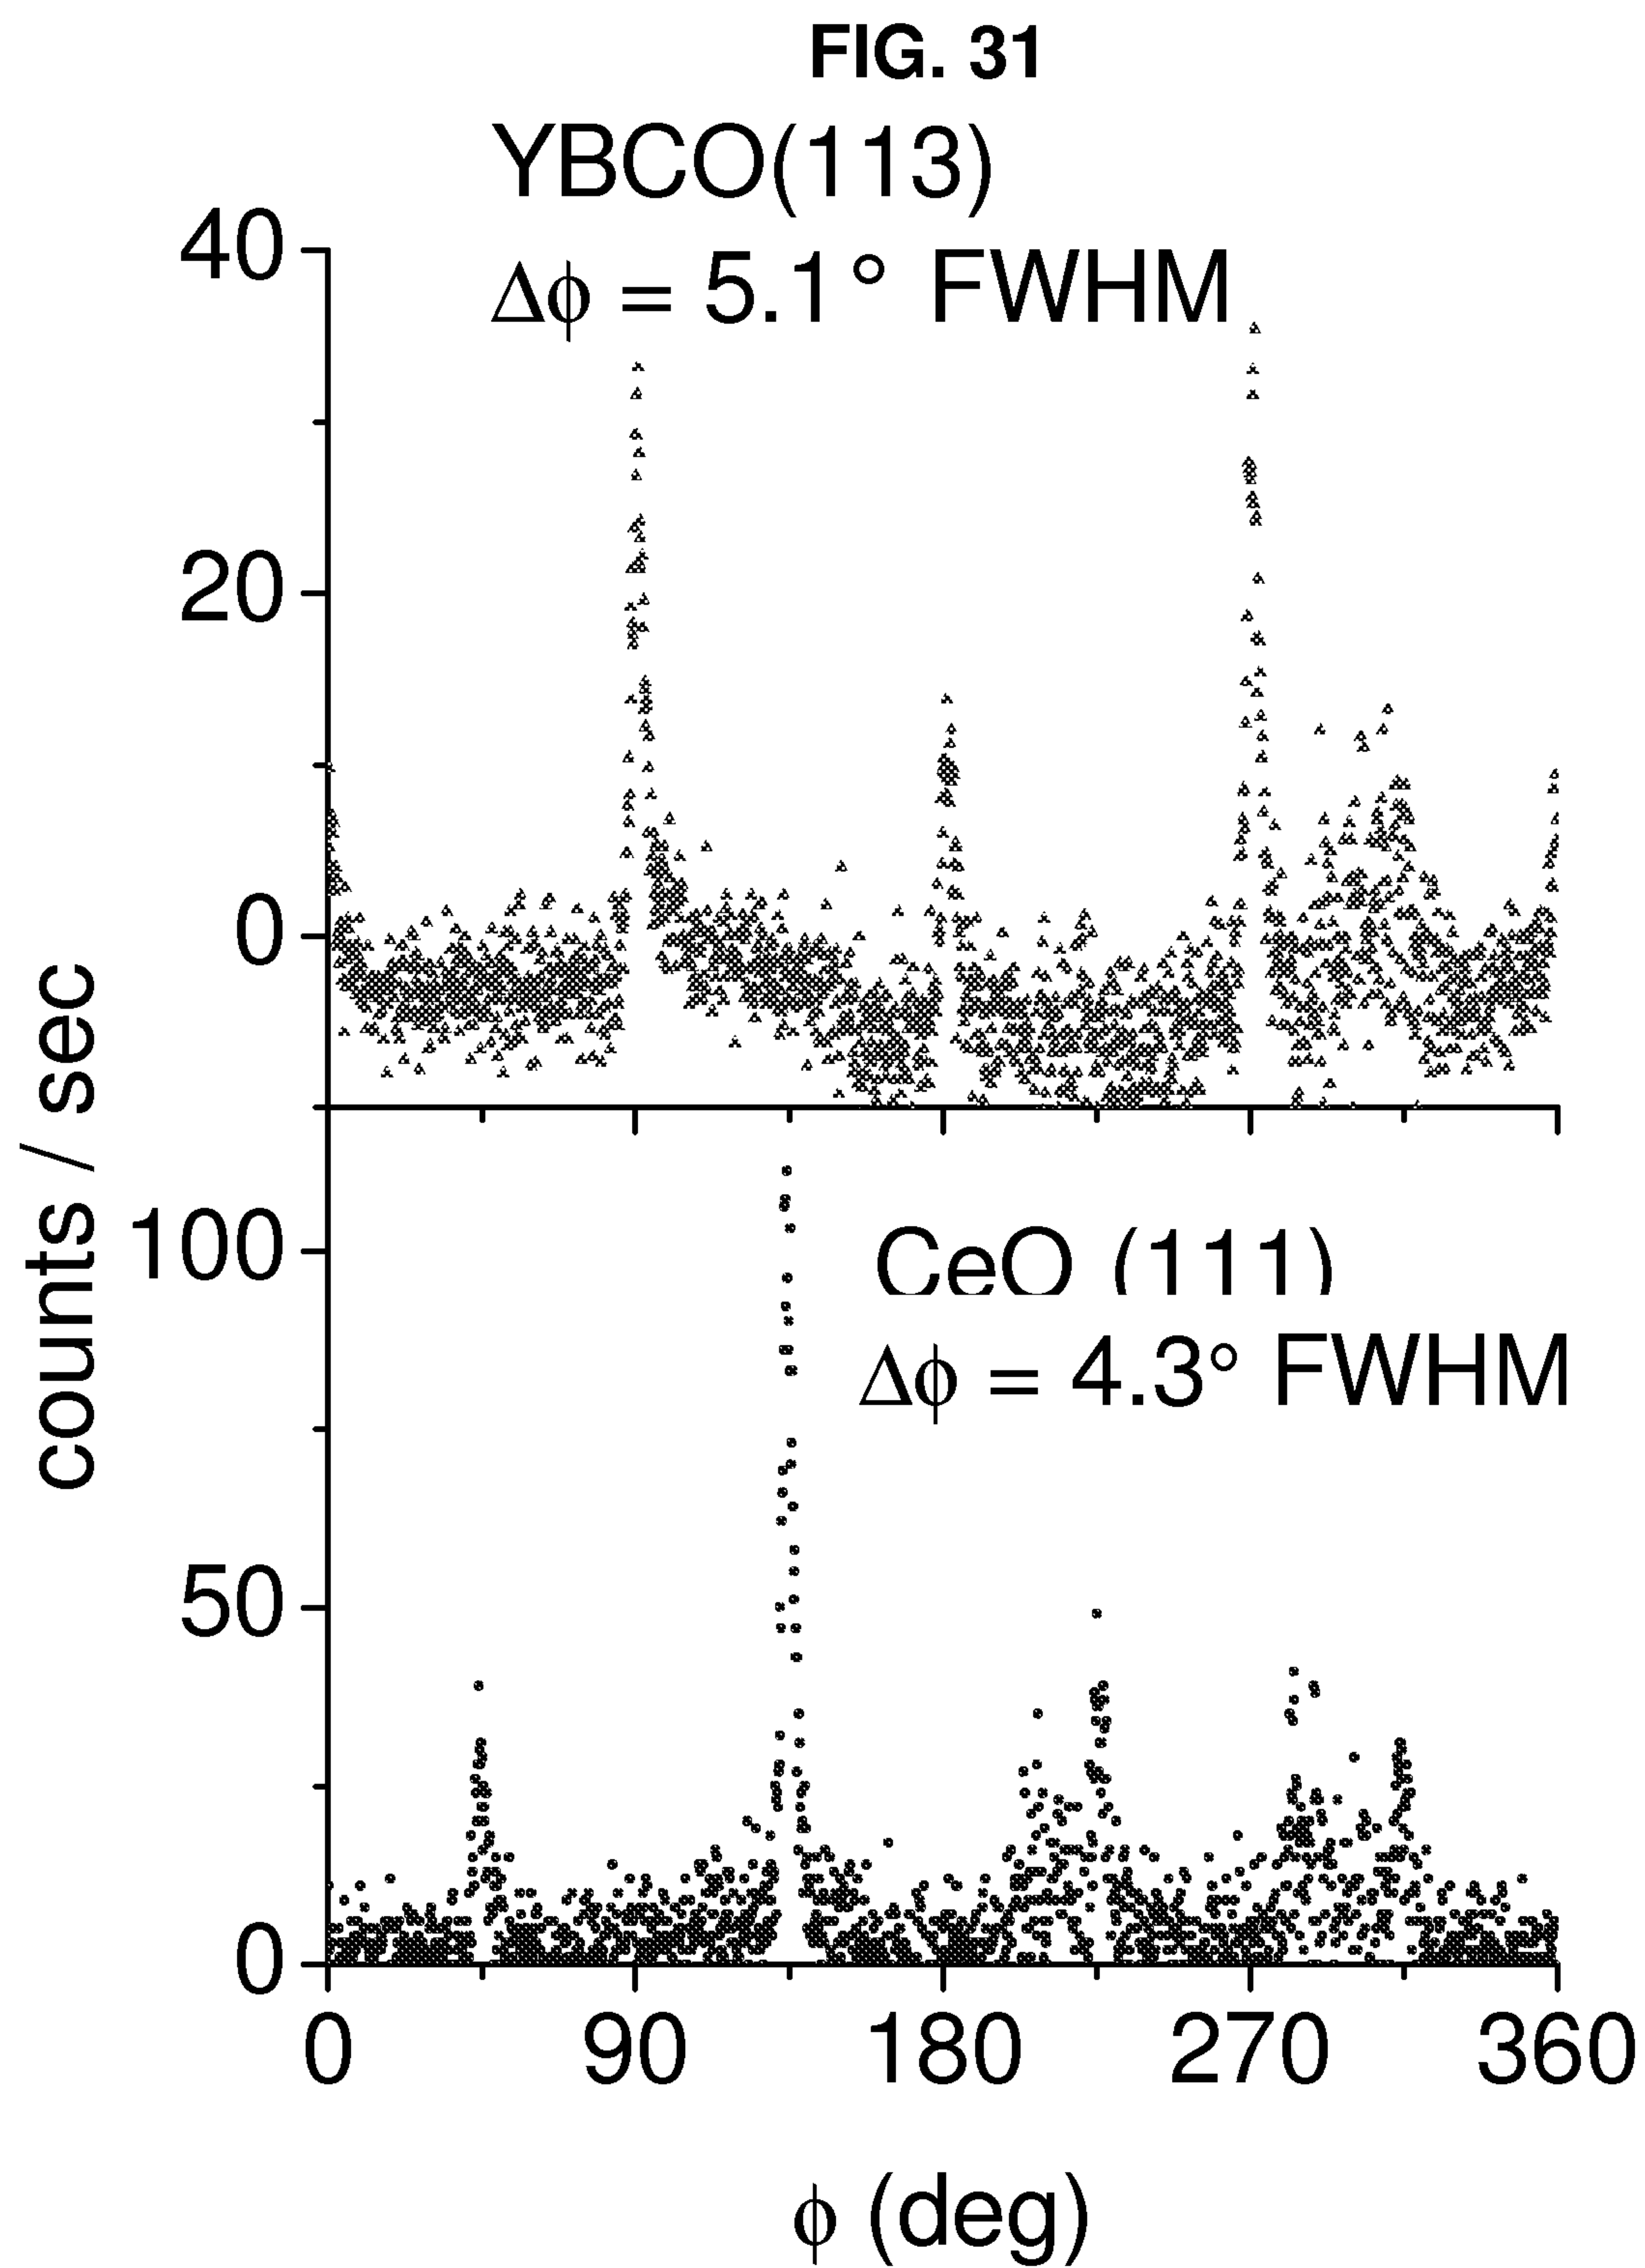 FIG. 31
YBCO(113)
Δϕ = 5.1° FWHM
40
20
0
counts / sec
100
CeO (111)
Δϕ = 4.3° FWHM
50
0
0 90 180 270 360
ϕ (deg)